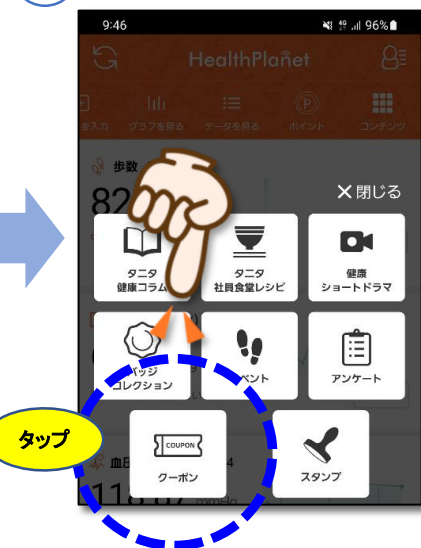 9:46
4G
96%
HealthPlanet
を入力 グラフを見る データを見る ポイント コンテンツ
歩数
82
×閉じる
タニタ
健康コラム
タニタ
社員食堂レシピ
健康
ショートドラマ
バッジ
コレクション
ベント
アンケート
タップ
COUPON
クーポン
スタンプ
血
4
118 87 mmHg